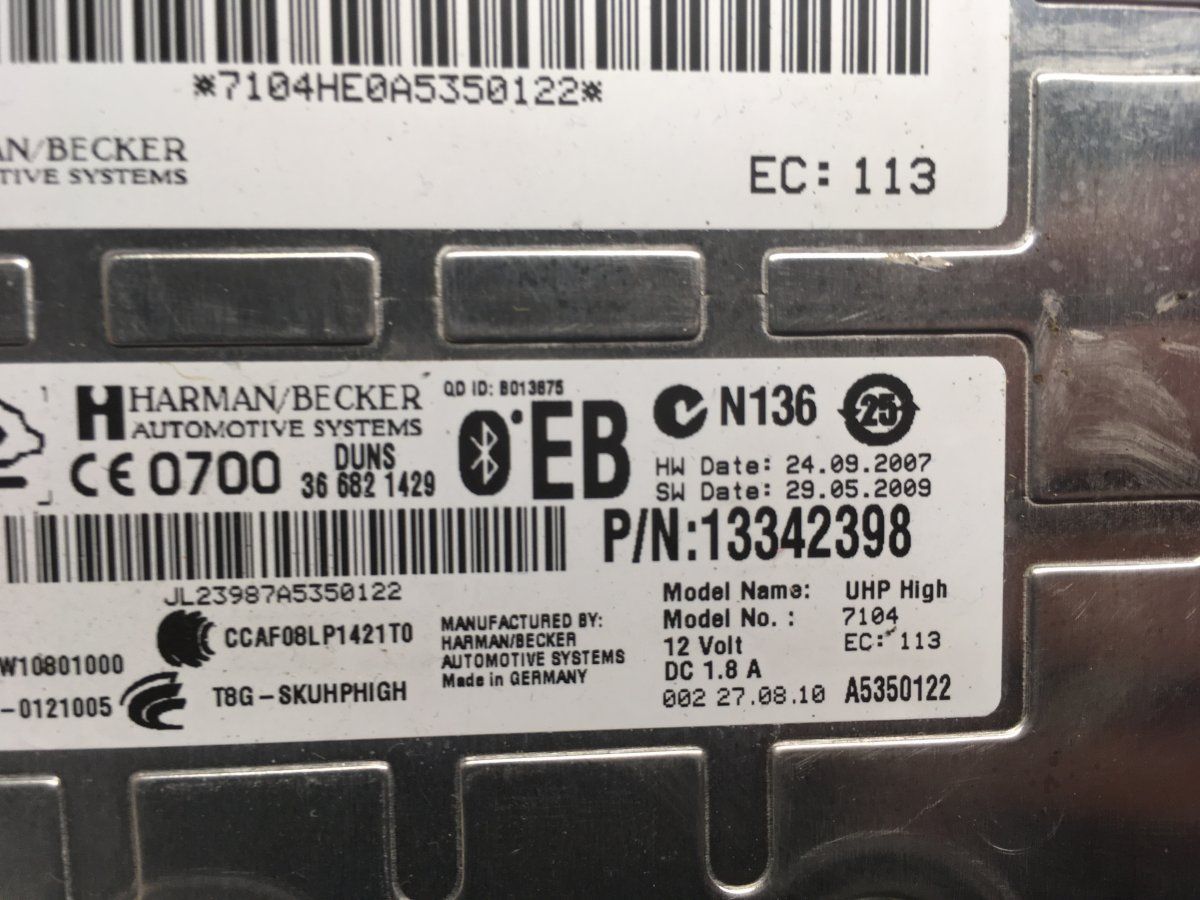 *7104HE0A5350122*
AN/BECKER
TIVE SYSTEMS
EC: 113
HARMAN/BECKER
AUTOMOTIVE SYSTEMS
QD ID: B013675
EB
N136
25
CE 0700
DUNS
36 682 1429
HW Date: 24.09.2007
SW Date: 29.05.2009
P/N:13342398
JL23987A5350122
CCAF08LP1421T0
W10801000
-0121005
T8G-SKUHPHIGH
MANUFACTURED BY:
HARMAN/BECKER
AUTOMOTIVE SYSTEMS
Made in GERMANY
Model Name: UHP High
Model No. : 7104
12 Volt EC: 113
DC 1.8 A
002 27.08.10 A5350122